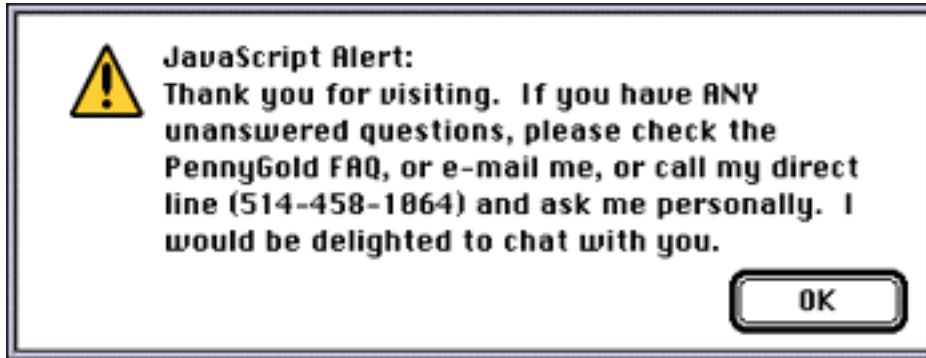 JavaScript Alert:
Thank you for visiting.  If you have ANY
unanswered questions, please check the
PennyGold FAQ, or e-mail me, or call my direct
line (514-458-1064) and ask me personally.  I
would be delighted to chat with you.
OK